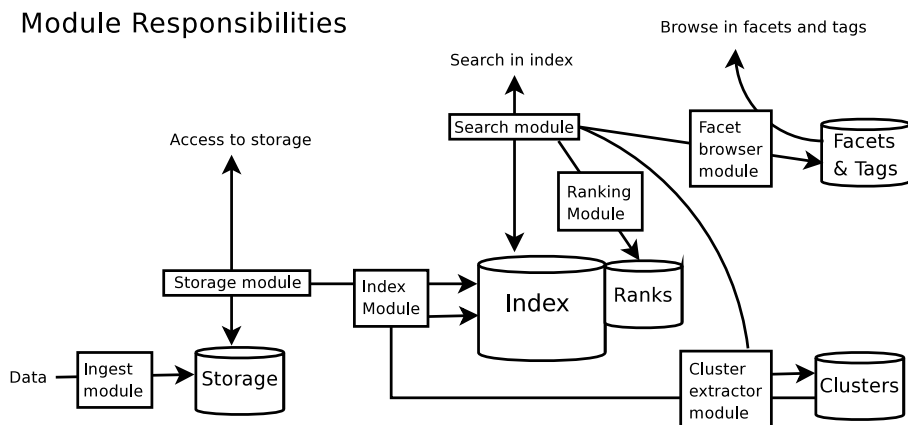 Module Responsibilities
Browse in facets and tags
Search in index
Access to storage
Search module
Facet
browser
module
Facets
& Tags
Ranking
Module
Storage module
Index
Module
Index
Ranks
Data
Ingest
module
Storage
Cluster
extractor
module
Clusters